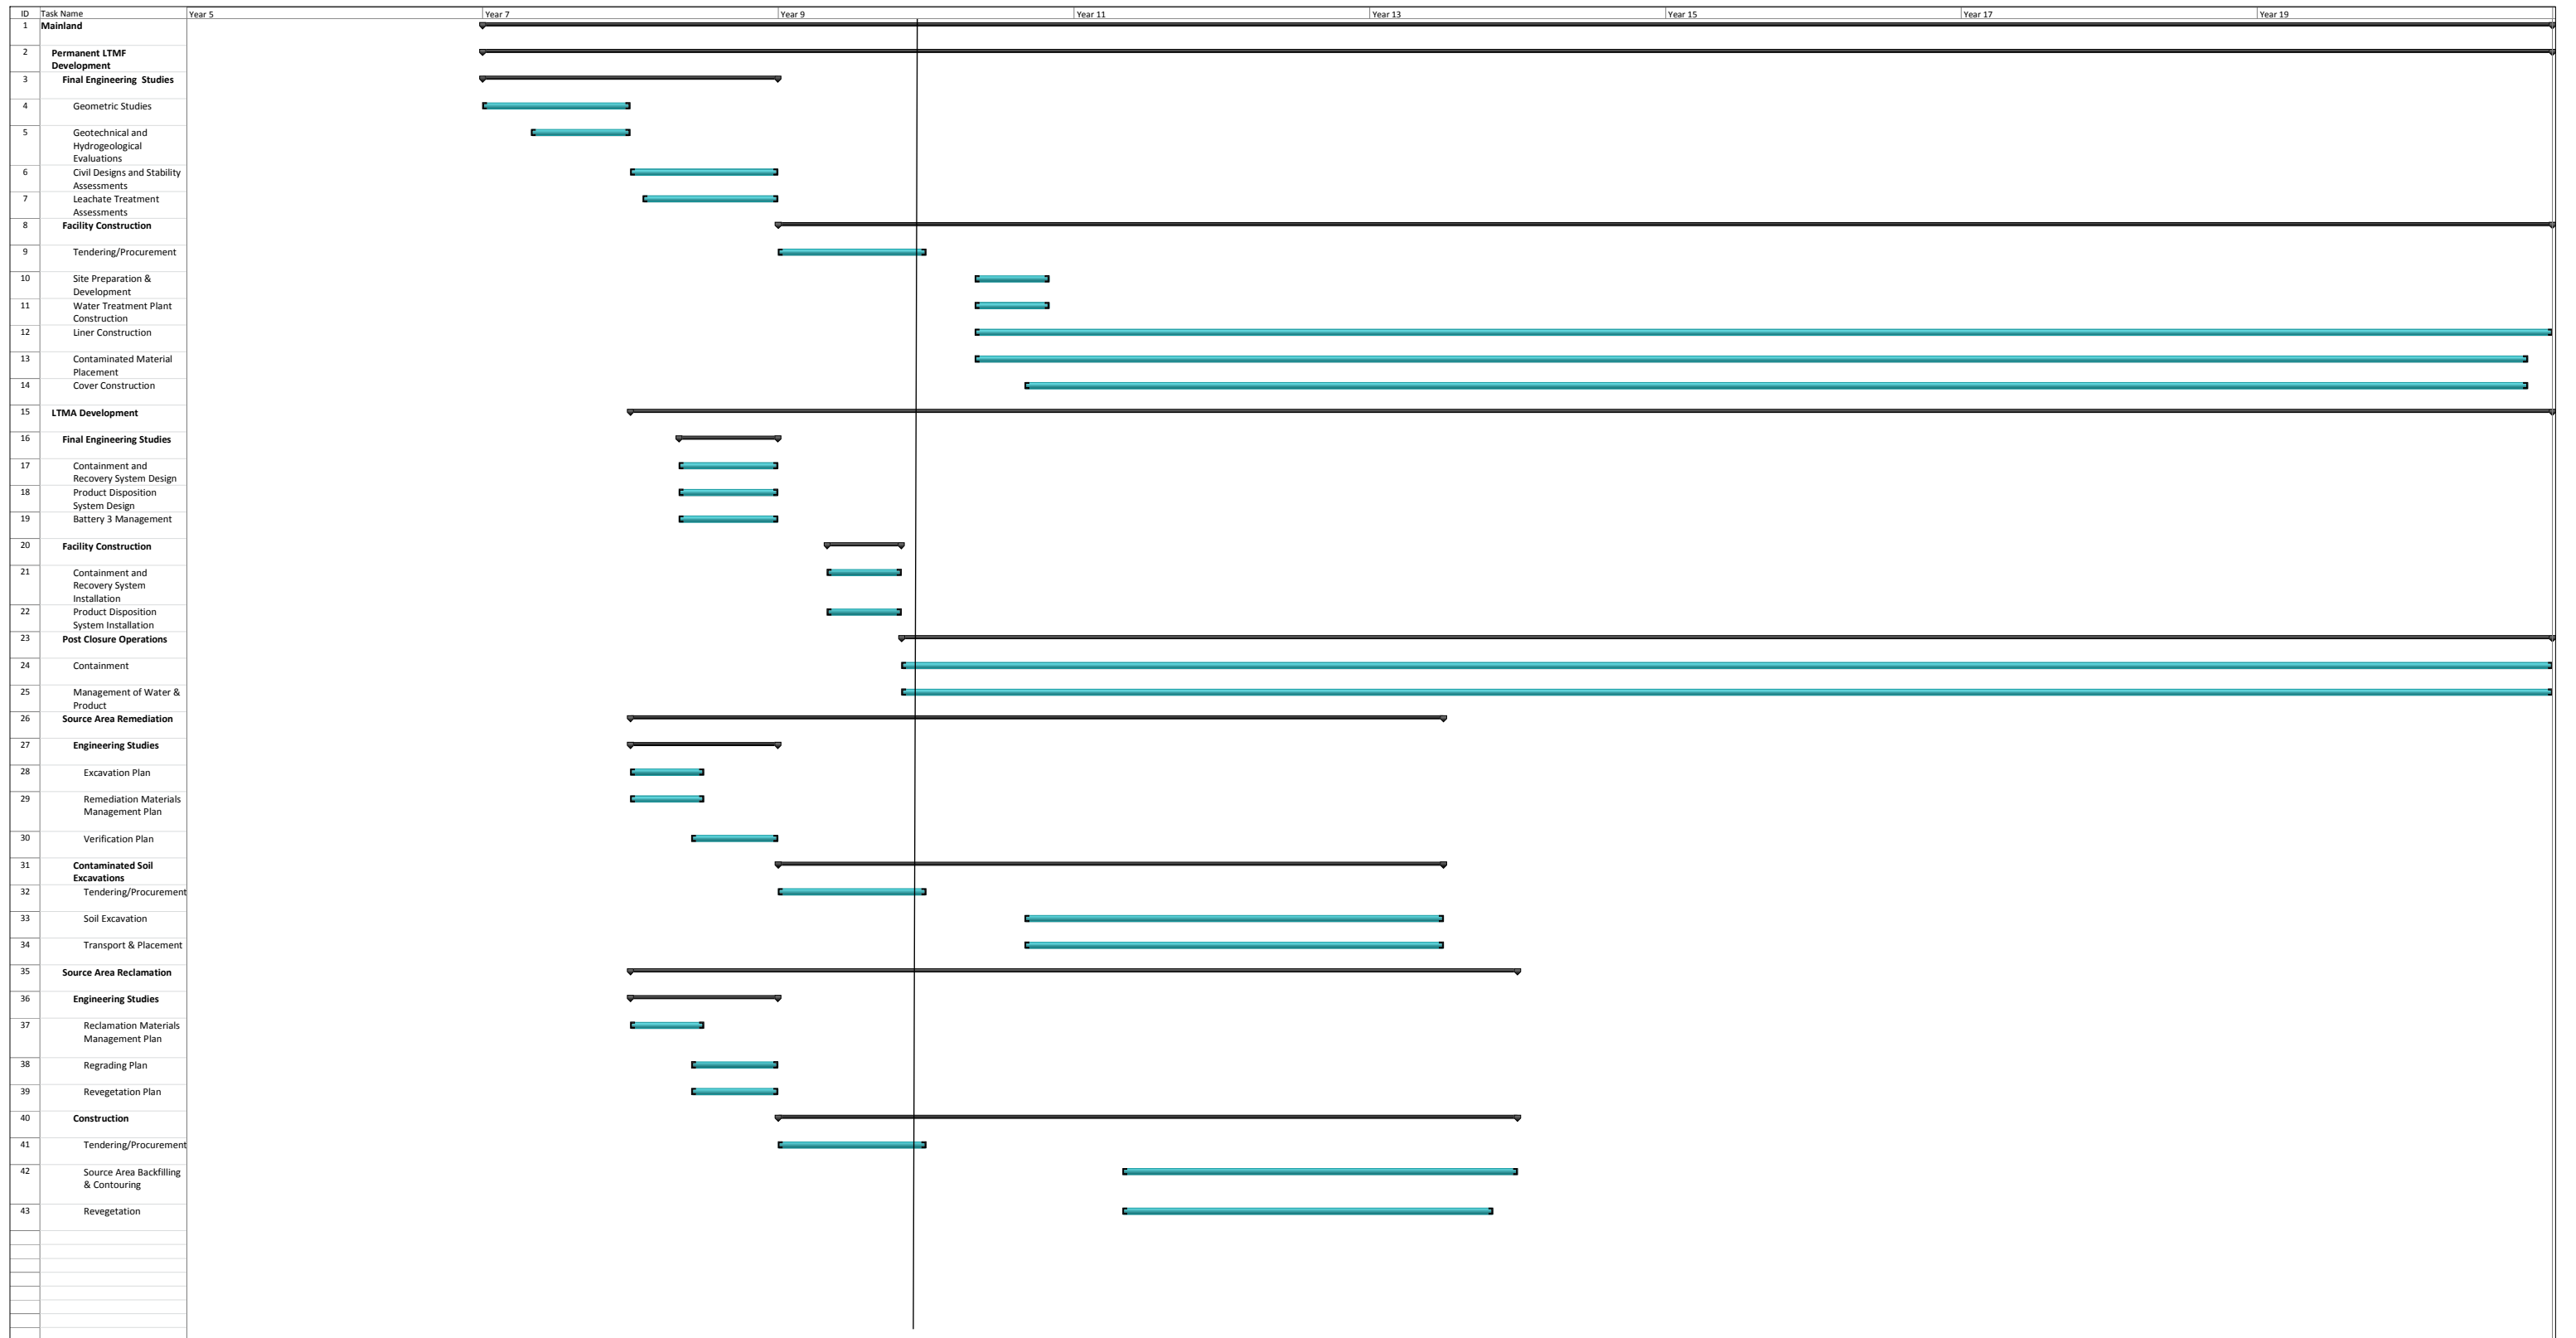 ID Task Name Year 5 Year 7 Year 9 Year 11 Year 13 Year 15 Year 17 Year 19
1 Mainland
2 Permanent LTMF
Development
3 Final Engineering Studies
4 Geometric Studies
5 Geotechnical and
Hydrogeological
Evaluations
6 Civil Designs and Stability
Assessments
7 Leachate Treatment
Assessments
8 Facility Construction
9 Tendering/Procurement
10 Site Preparation &
Development
11 Water Treatment Plant
Construction
12 Liner Construction
13 Contaminated Material
Placement
14 Cover Construction
15 LTMA Development
16 Final Engineering Studies
17 Containment and
Recovery System Design
18 Product Disposition
System Design
19 Battery 3 Management
20 Facility Construction
21 Containment and
Recovery System
Installation
22 Product Disposition
System Installation
23 Post Closure Operations
24 Containment
25 Management of Water &
Product
26 Source Area Remediation
27 Engineering Studies
28 Excavation Plan
29 Remediation Materials
Management Plan
30 Verification Plan
31 Contaminated Soil
Excavations
32 Tendering/Procurement
33 Soil Excavation
34 Transport & Placement
35 Source Area Reclamation
36 Engineering Studies
37 Reclamation Materials
Management Plan
38 Regrading Plan
39 Revegetation Plan
40 Construction
41 Tendering/Procurement
42 Source Area Backfilling
& Contouring
43 Revegetation